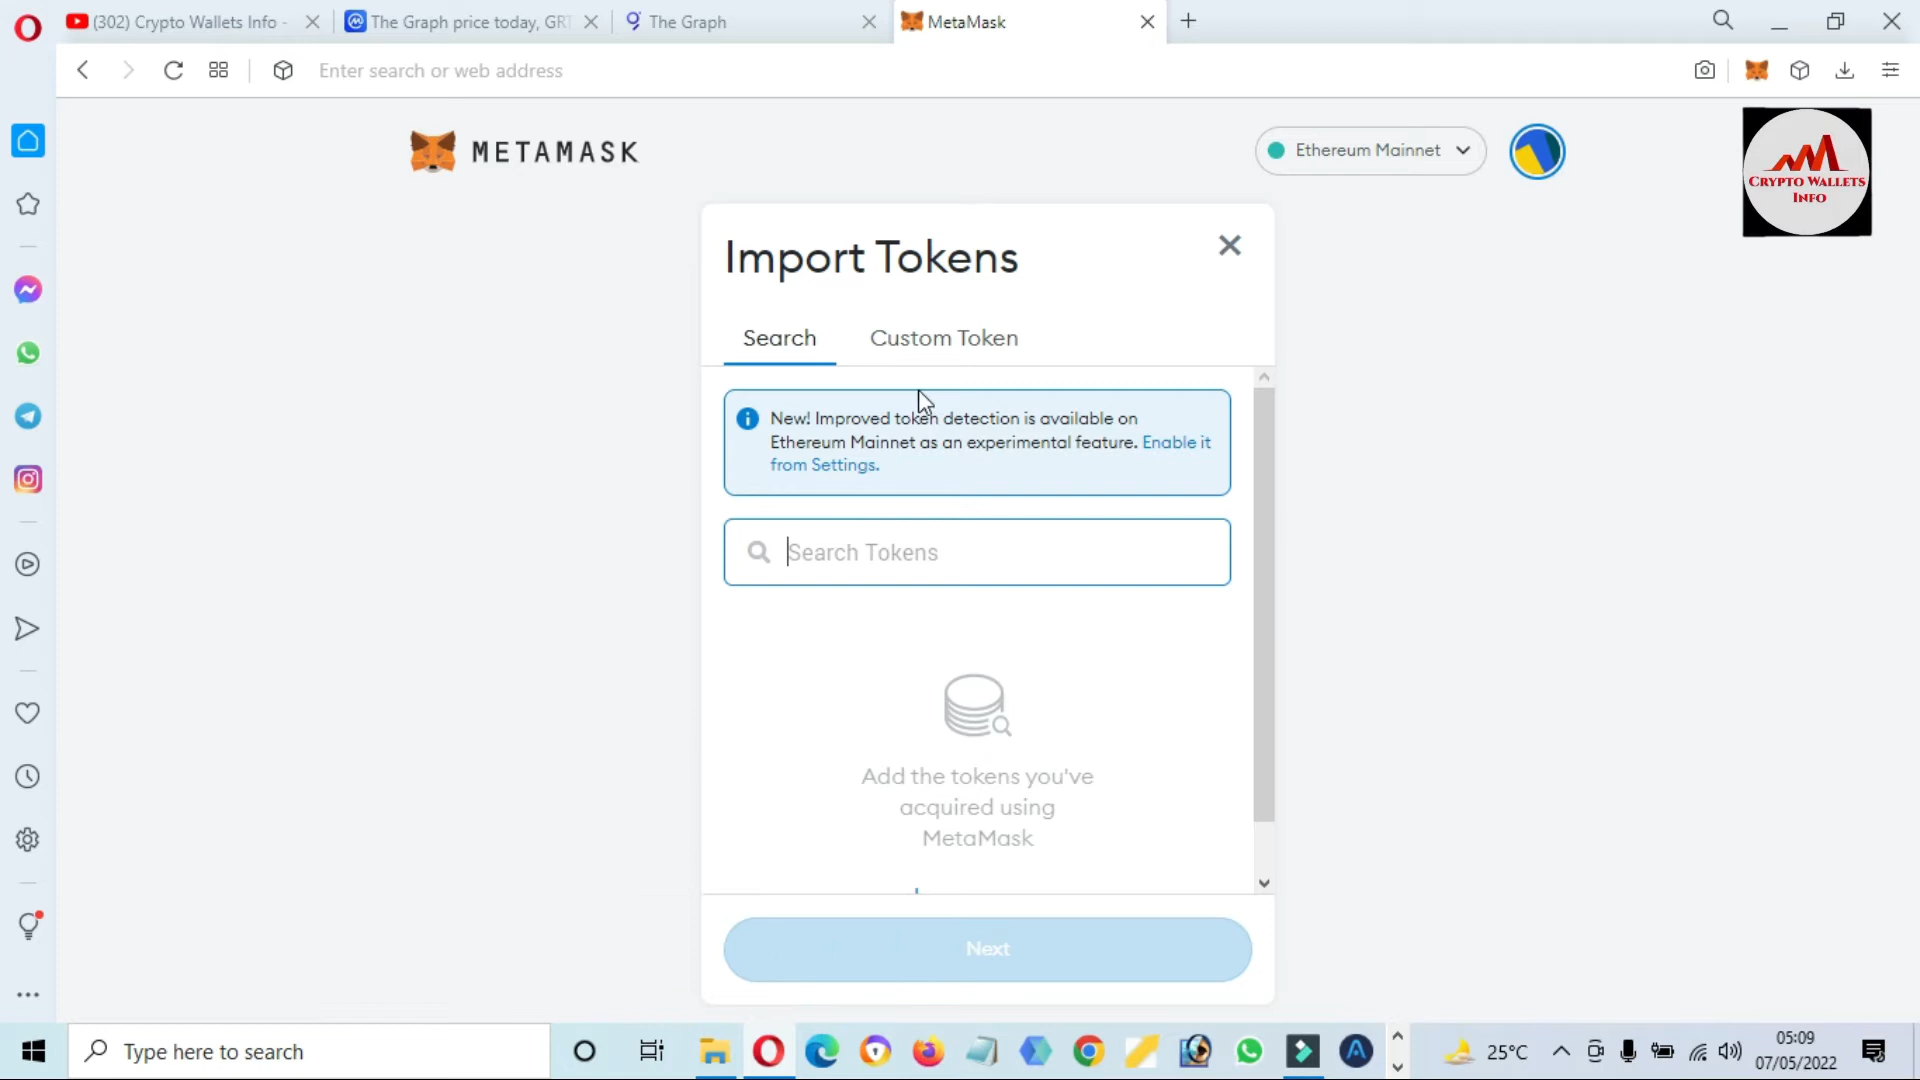 (302) Crypto Wallets Info -
The Graph price today, GRT
The Graph
MetaMask
Enter search or web address
METAMASK
Ethereum Mainnet
CRYPTO WALLETS
INFO
Import Tokens
Search
Custom Token
New! Improved token detection is available on
Ethereum Mainnet as an experimental feature. Enable it
from Settings.
Search Tokens
Add the tokens you've
acquired using
MetaMask
Next
Type here to search
25°C
05:09
07/05/2022